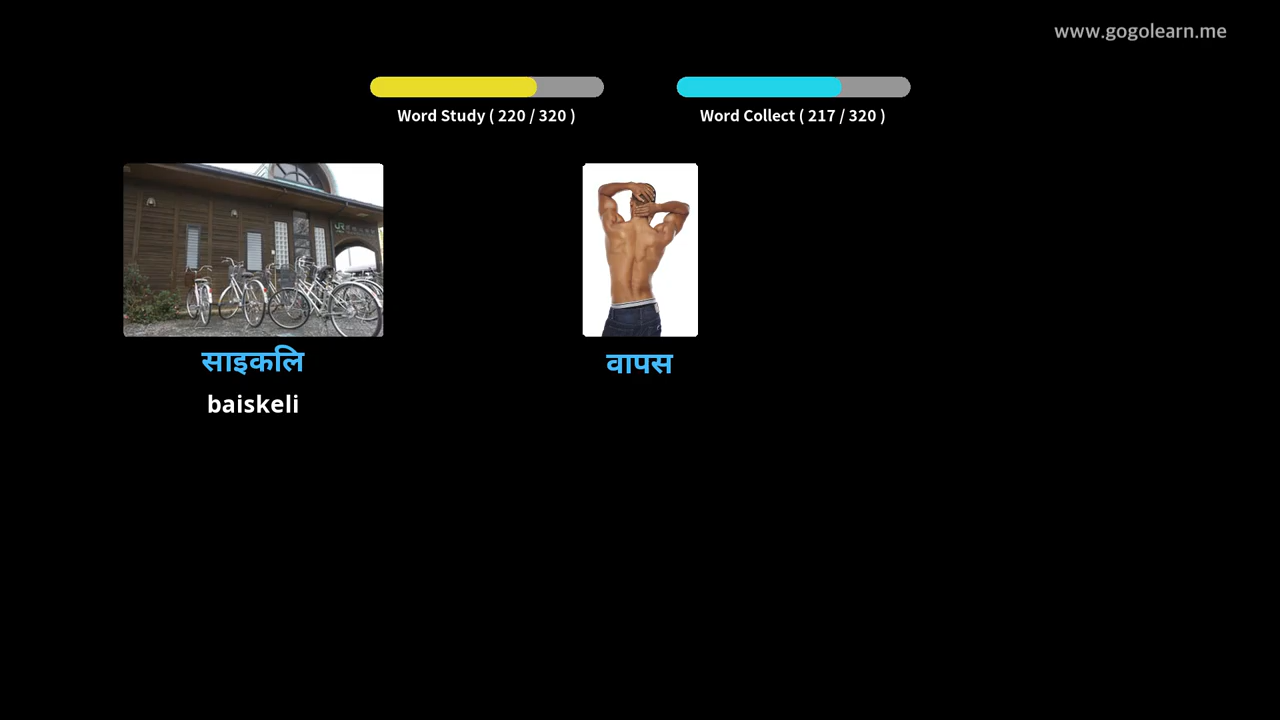 www.gogolearn.me
Word Study ( 220 / 320 )
Word Collect ( 217 / 320 )
साइकलि
वापस
baiskeli